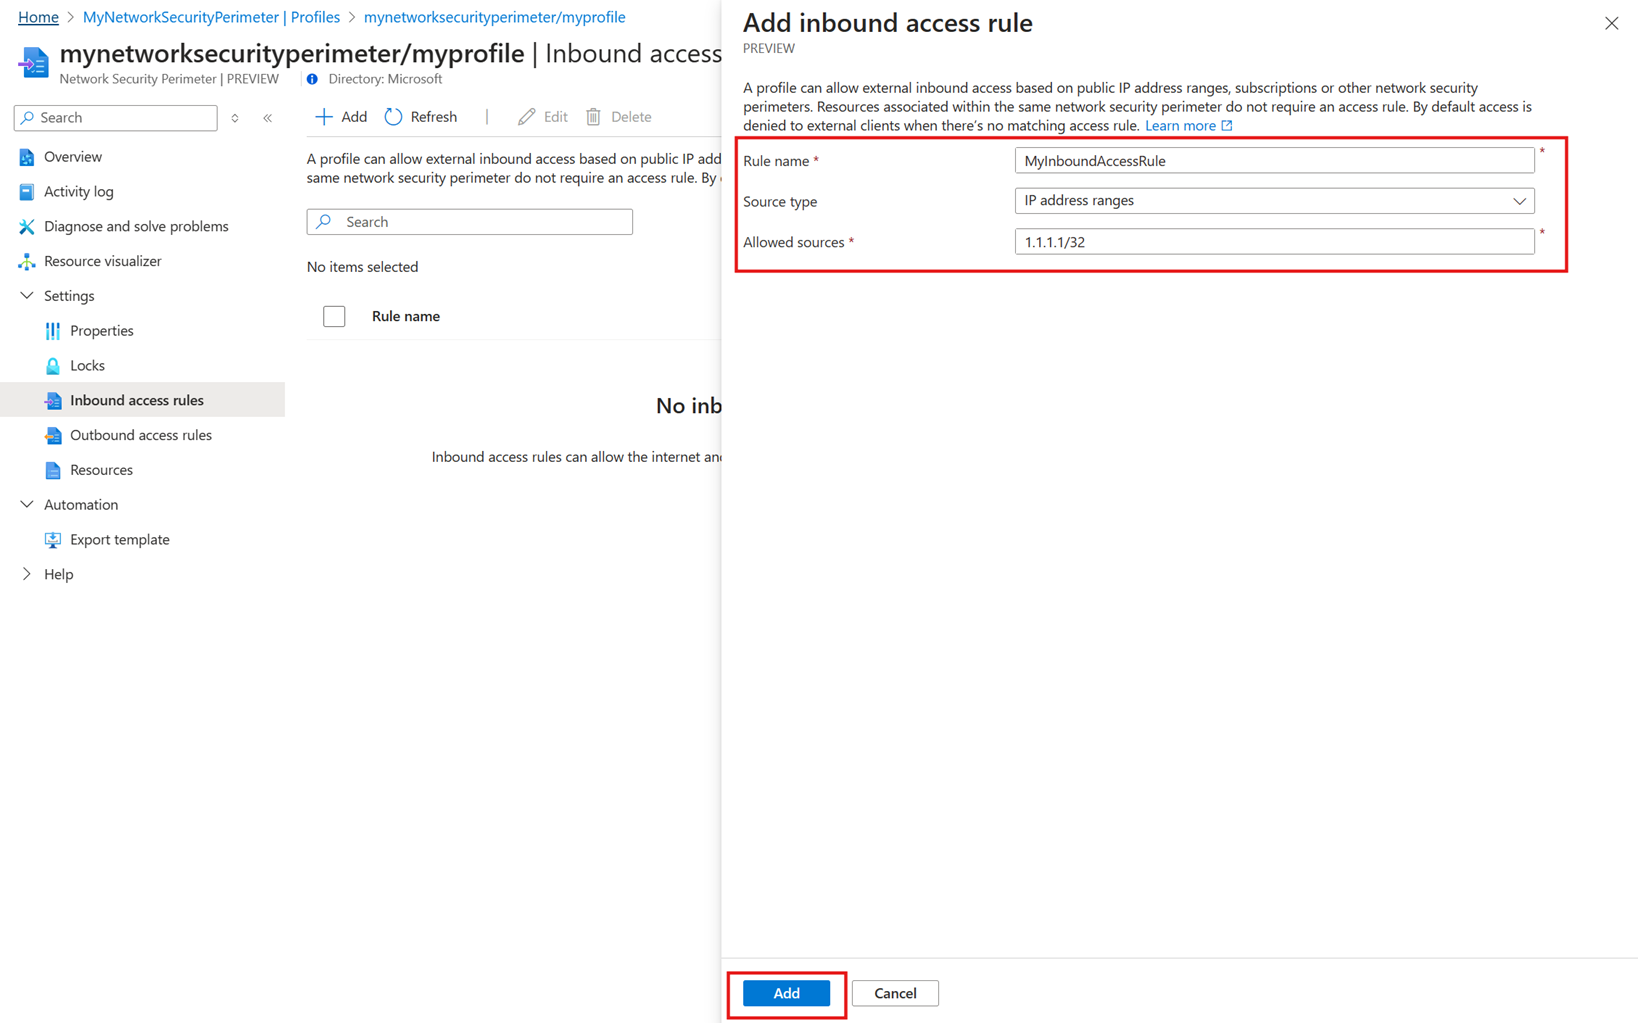 Home > MyNetworkSecurityPerimeter | Profiles > mynetworksecurityperimeter/myprofile
mynetworksecurityperimeter/myprofile | Inbound access
Network Security Perimeter | PREVIEW
Directory: Microsoft
Search
Overview
Activity log
Diagnose and solve problems
Resource visualizer
Settings
Properties
Locks
Inbound access rules
Outbound access rules
Resources
Automation
Export template
Help
Add Refresh | Edit Delete
A profile can allow external inbound access based on public IP add
same network security perimeter do not require an access rule. By
Search
No items selected
Rule name
No inb
Inbound access rules can allow the internet an
Add inbound access rule
PREVIEW
A profile can allow external inbound access based on public IP address ranges, subscriptions or other network security
perimeters. Resources associated within the same network security perimeter do not require an access rule. By default access is
denied to external clients when there's no matching access rule. Learn more
Rule name * MyInboundAccessRule *
Source type IP address ranges
Allowed sources * 1.1.1.1/32 *
Add Cancel